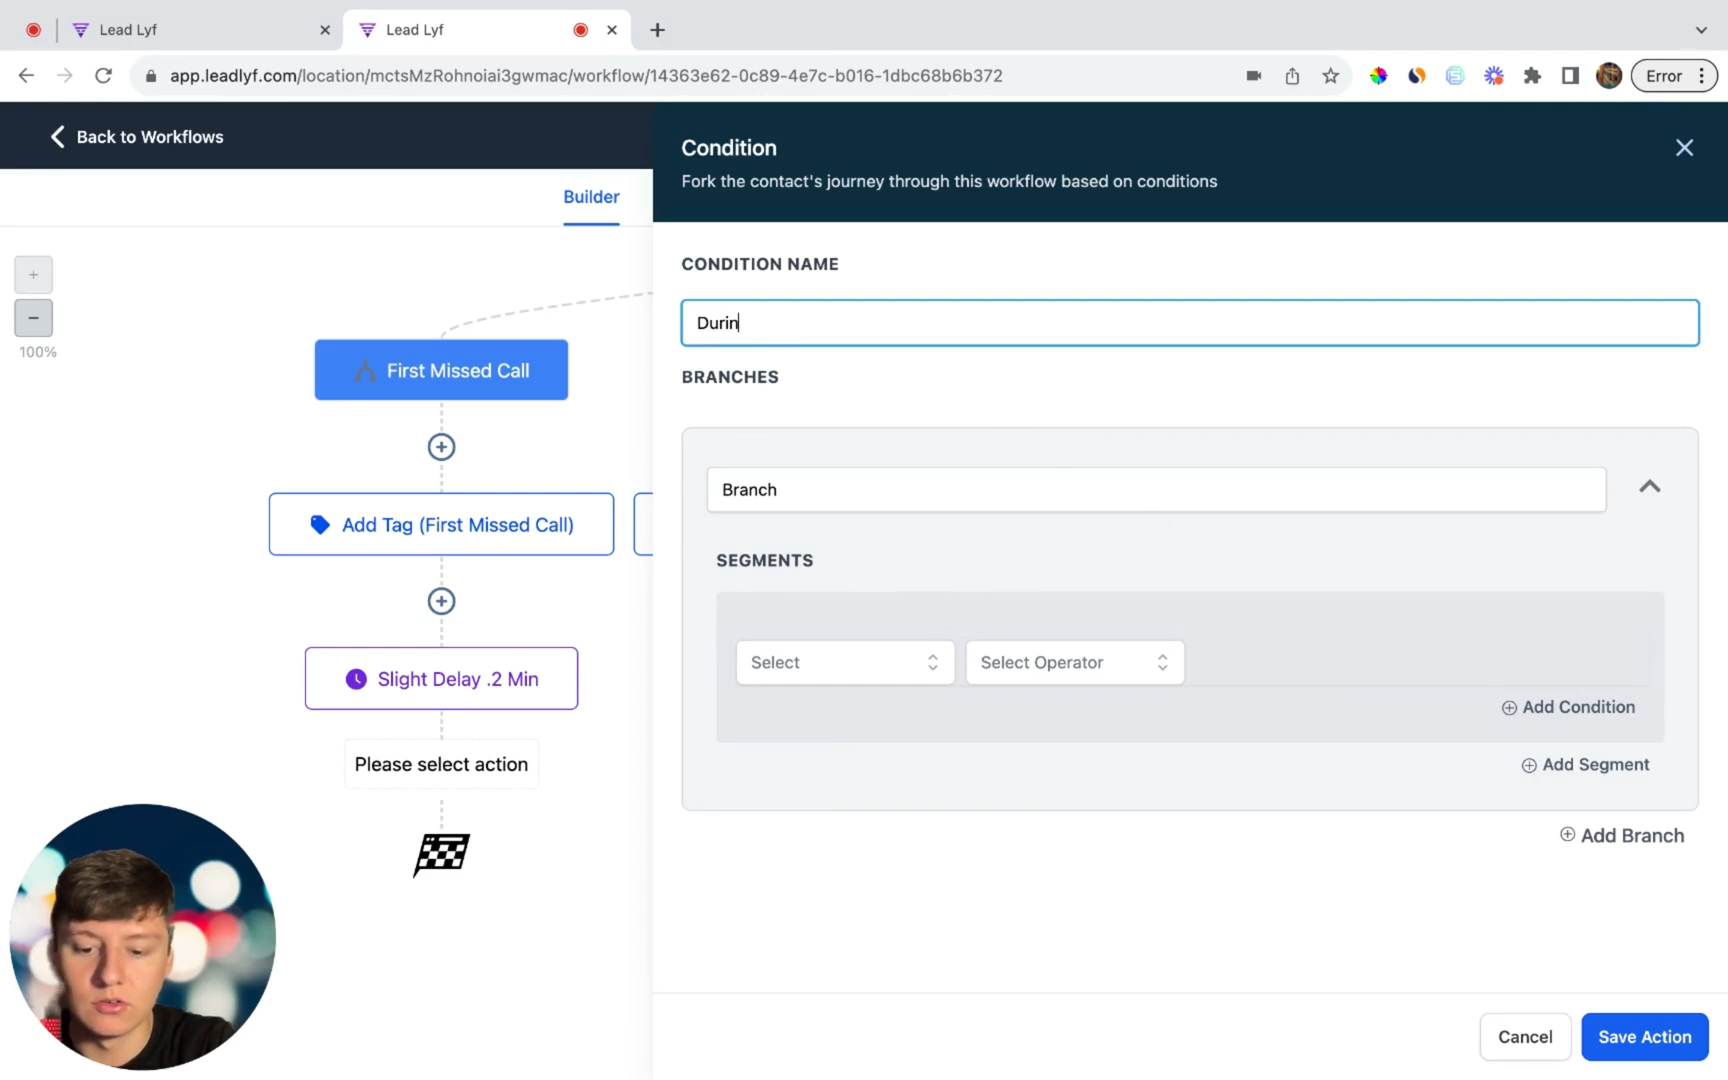 Lead Lyf
Lead Lyf
app.leadlyf.com/location/mctsMzRohnoiai3gwmac/workflow/14363e62-0c89-4e7c-b016-1dbc68b6b372
Error
Back to Workflows
Builder
100%
First Missed Call
Add Tag (First Missed Call)
Slight Delay .2 Min
Please select action
Condition
Fork the contact's journey through this workflow based on conditions
CONDITION NAME
Durin
BRANCHES
Branch
SEGMENTS
Select
Select Operator
Add Condition
Add Segment
Add Branch
Cancel
Save Action